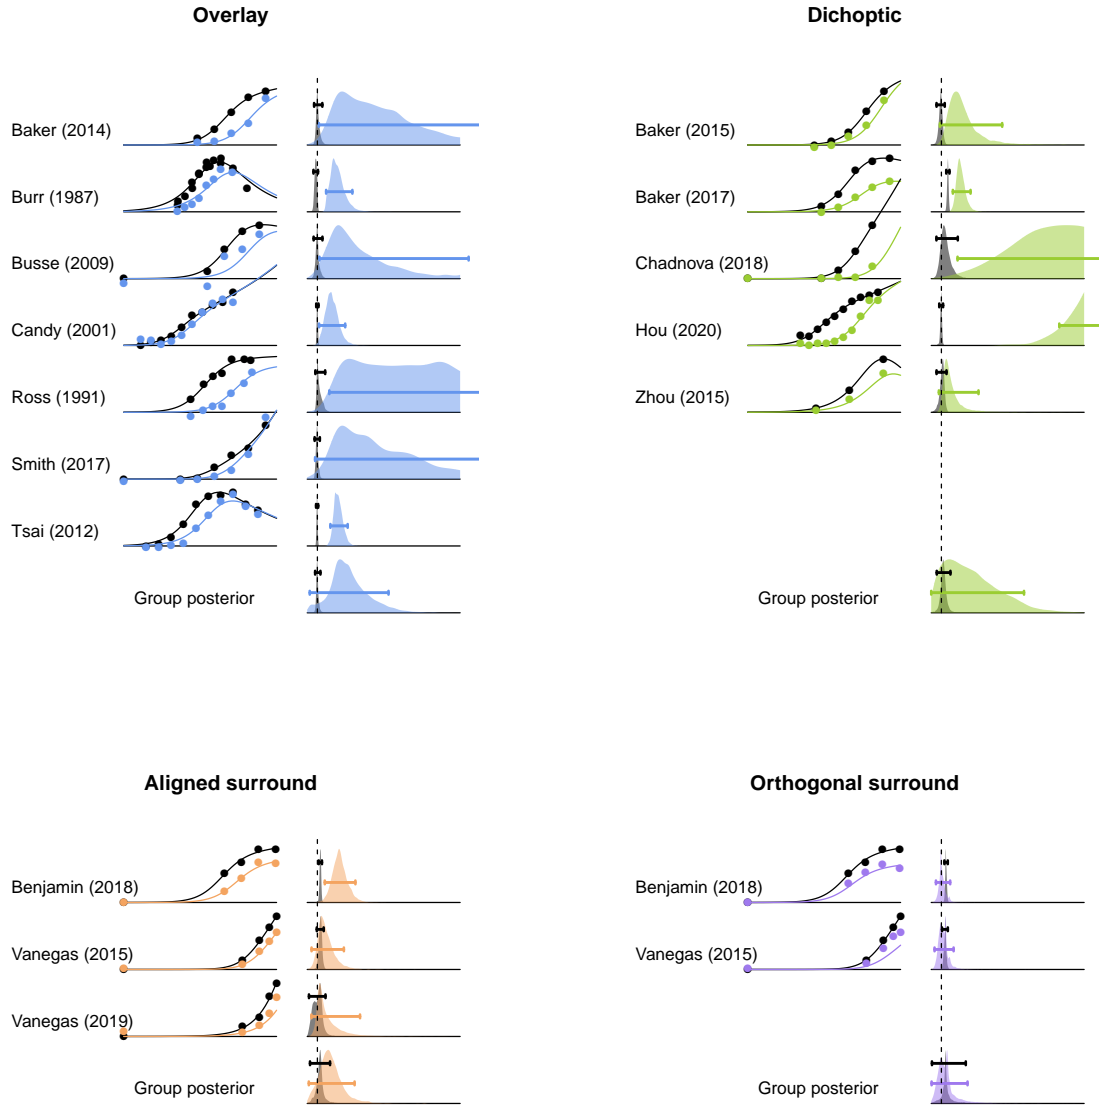 Overlay
Baker (2014)
Burr (1987)
Busse (2009)
Candy (2001)
Ross (1991)
Smith (2017)
Tsai (2012)
Group posterior
Dichoptic
Baker (2015)
Baker (2017)
Chadnova (2018)
Hou (2020)
Zhou (2015)
Group posterior
Aligned surround
Benjamin (2018)
Vanegas (2015)
Vanegas (2019)
Group posterior
Orthogonal surround
Benjamin (2018)
Vanegas (2015)
Group posterior